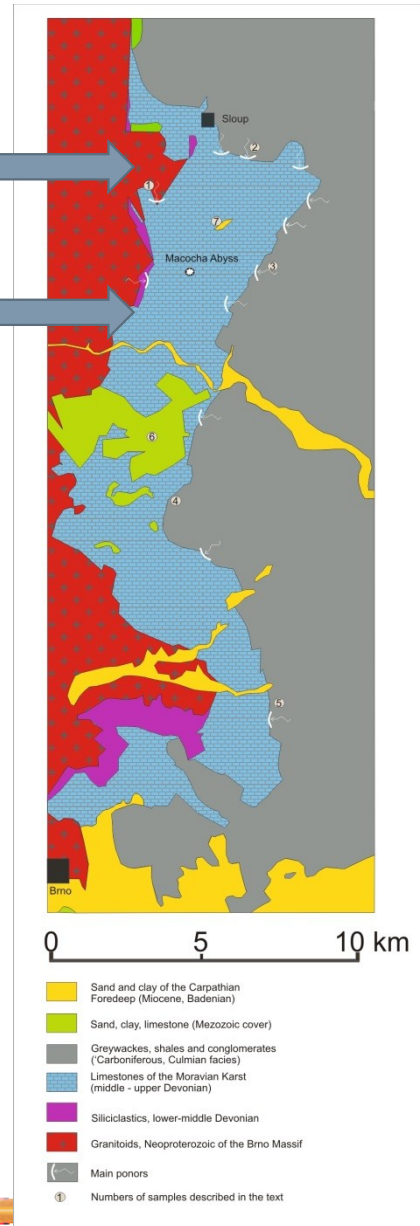 Sloup
2
1
7
Macocha Abyss
3
6
4
5
Brno
0 5 10 km
Sand and clay of the Carpathian
Foredeep (Miocene, Badenian)
Sand, clay, limestone (Mezozoic cover)
Greywackes, shales and conglomerates
('Carboniferous, Culmian facies)
Limestones of the Moravian Karst
(middle - upper Devonian)
Siliciclastics, lower-middle Devonian
Granitoids, Neoproterozoic of the Brno Massif
Main ponors
1 Numbers of samples described in the text